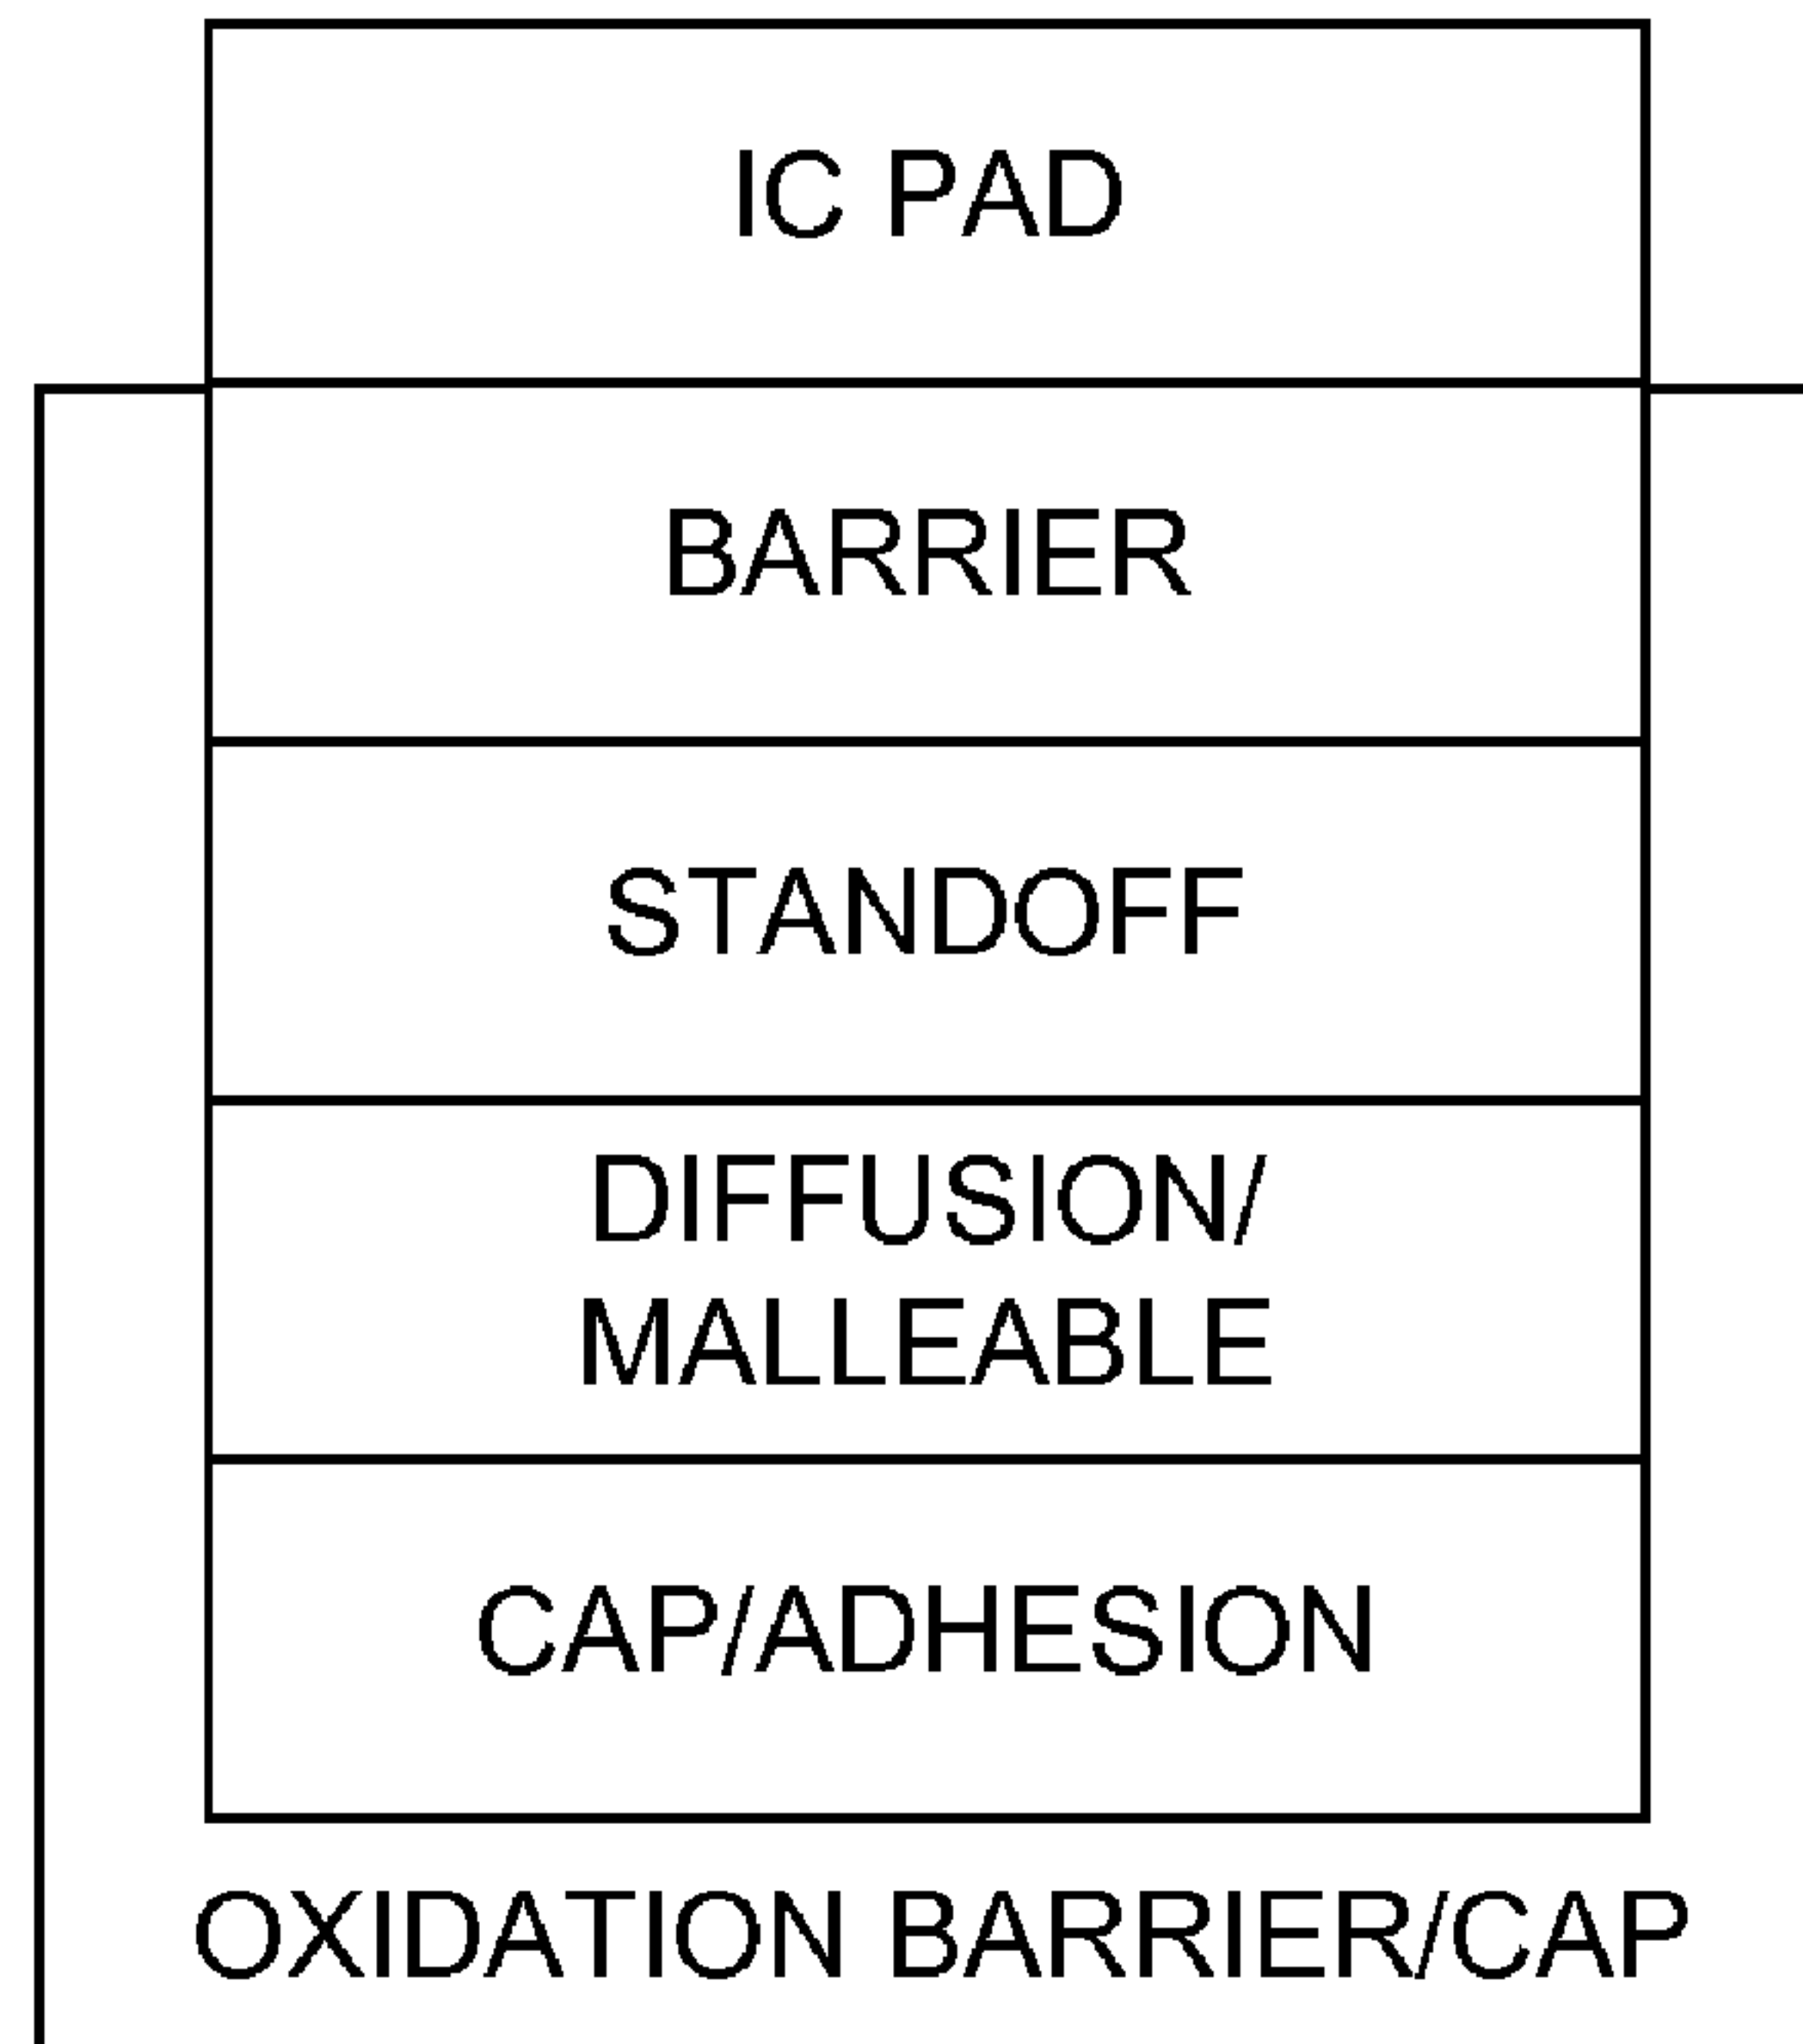 IC PAD
BARRIER
STANDOFF
DIFFUSION/
MALLEABLE
CAP/ADHESION
OXIDATION BARRIER/CAP